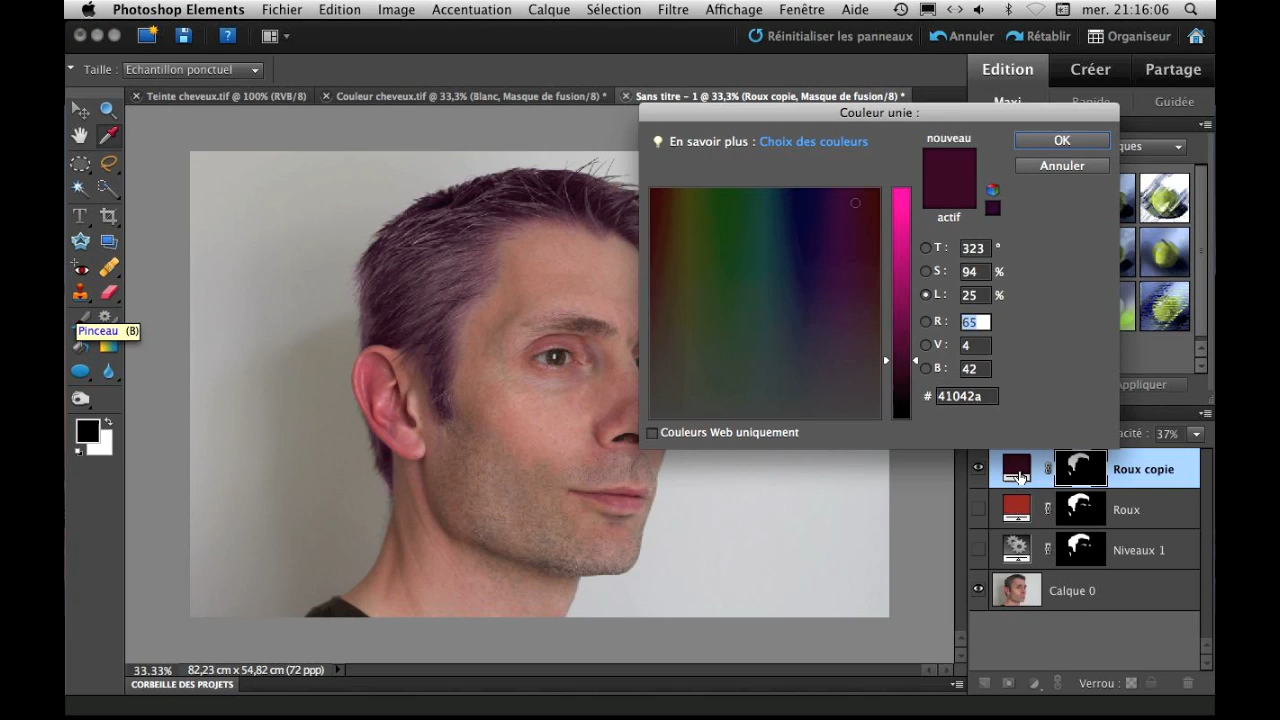 Photoshop Elements Fichier Edition Image Accentuation Calque Sélection Filtre Affichage Fenêtre Aide mer. 21:16:06
Réinitialiser les panneaux Annuler Rétablir Organiseur
Taille : Echantillon ponctuel
Edition Créer Partage
Teinte cheveux.tif @ 100% (RVB/8) Couleur cheveux.tif @ 33,3% (Blanc, Masque de fusion/8) * Sans titre - 1 @ 33,3% (Roux copie, Masque de fusion/8) *
Maxi Rapide Guidée
Couleur unie :
En savoir plus : Choix des couleurs
nouveau
OK
Annuler
ques
actif
T : 323 °
S : 94 %
L : 25 %
R : 65
V : 4
B : 42
# 41042a
Couleurs Web uniquement
T
Pinceau (B)
Appliquer
acité : 37%
Roux copie
Roux
Niveaux 1
Calque 0
33.33% 82,23 cm x 54,82 cm (72 ppp)
CORBEILLE DES PROJETS
Verrou :